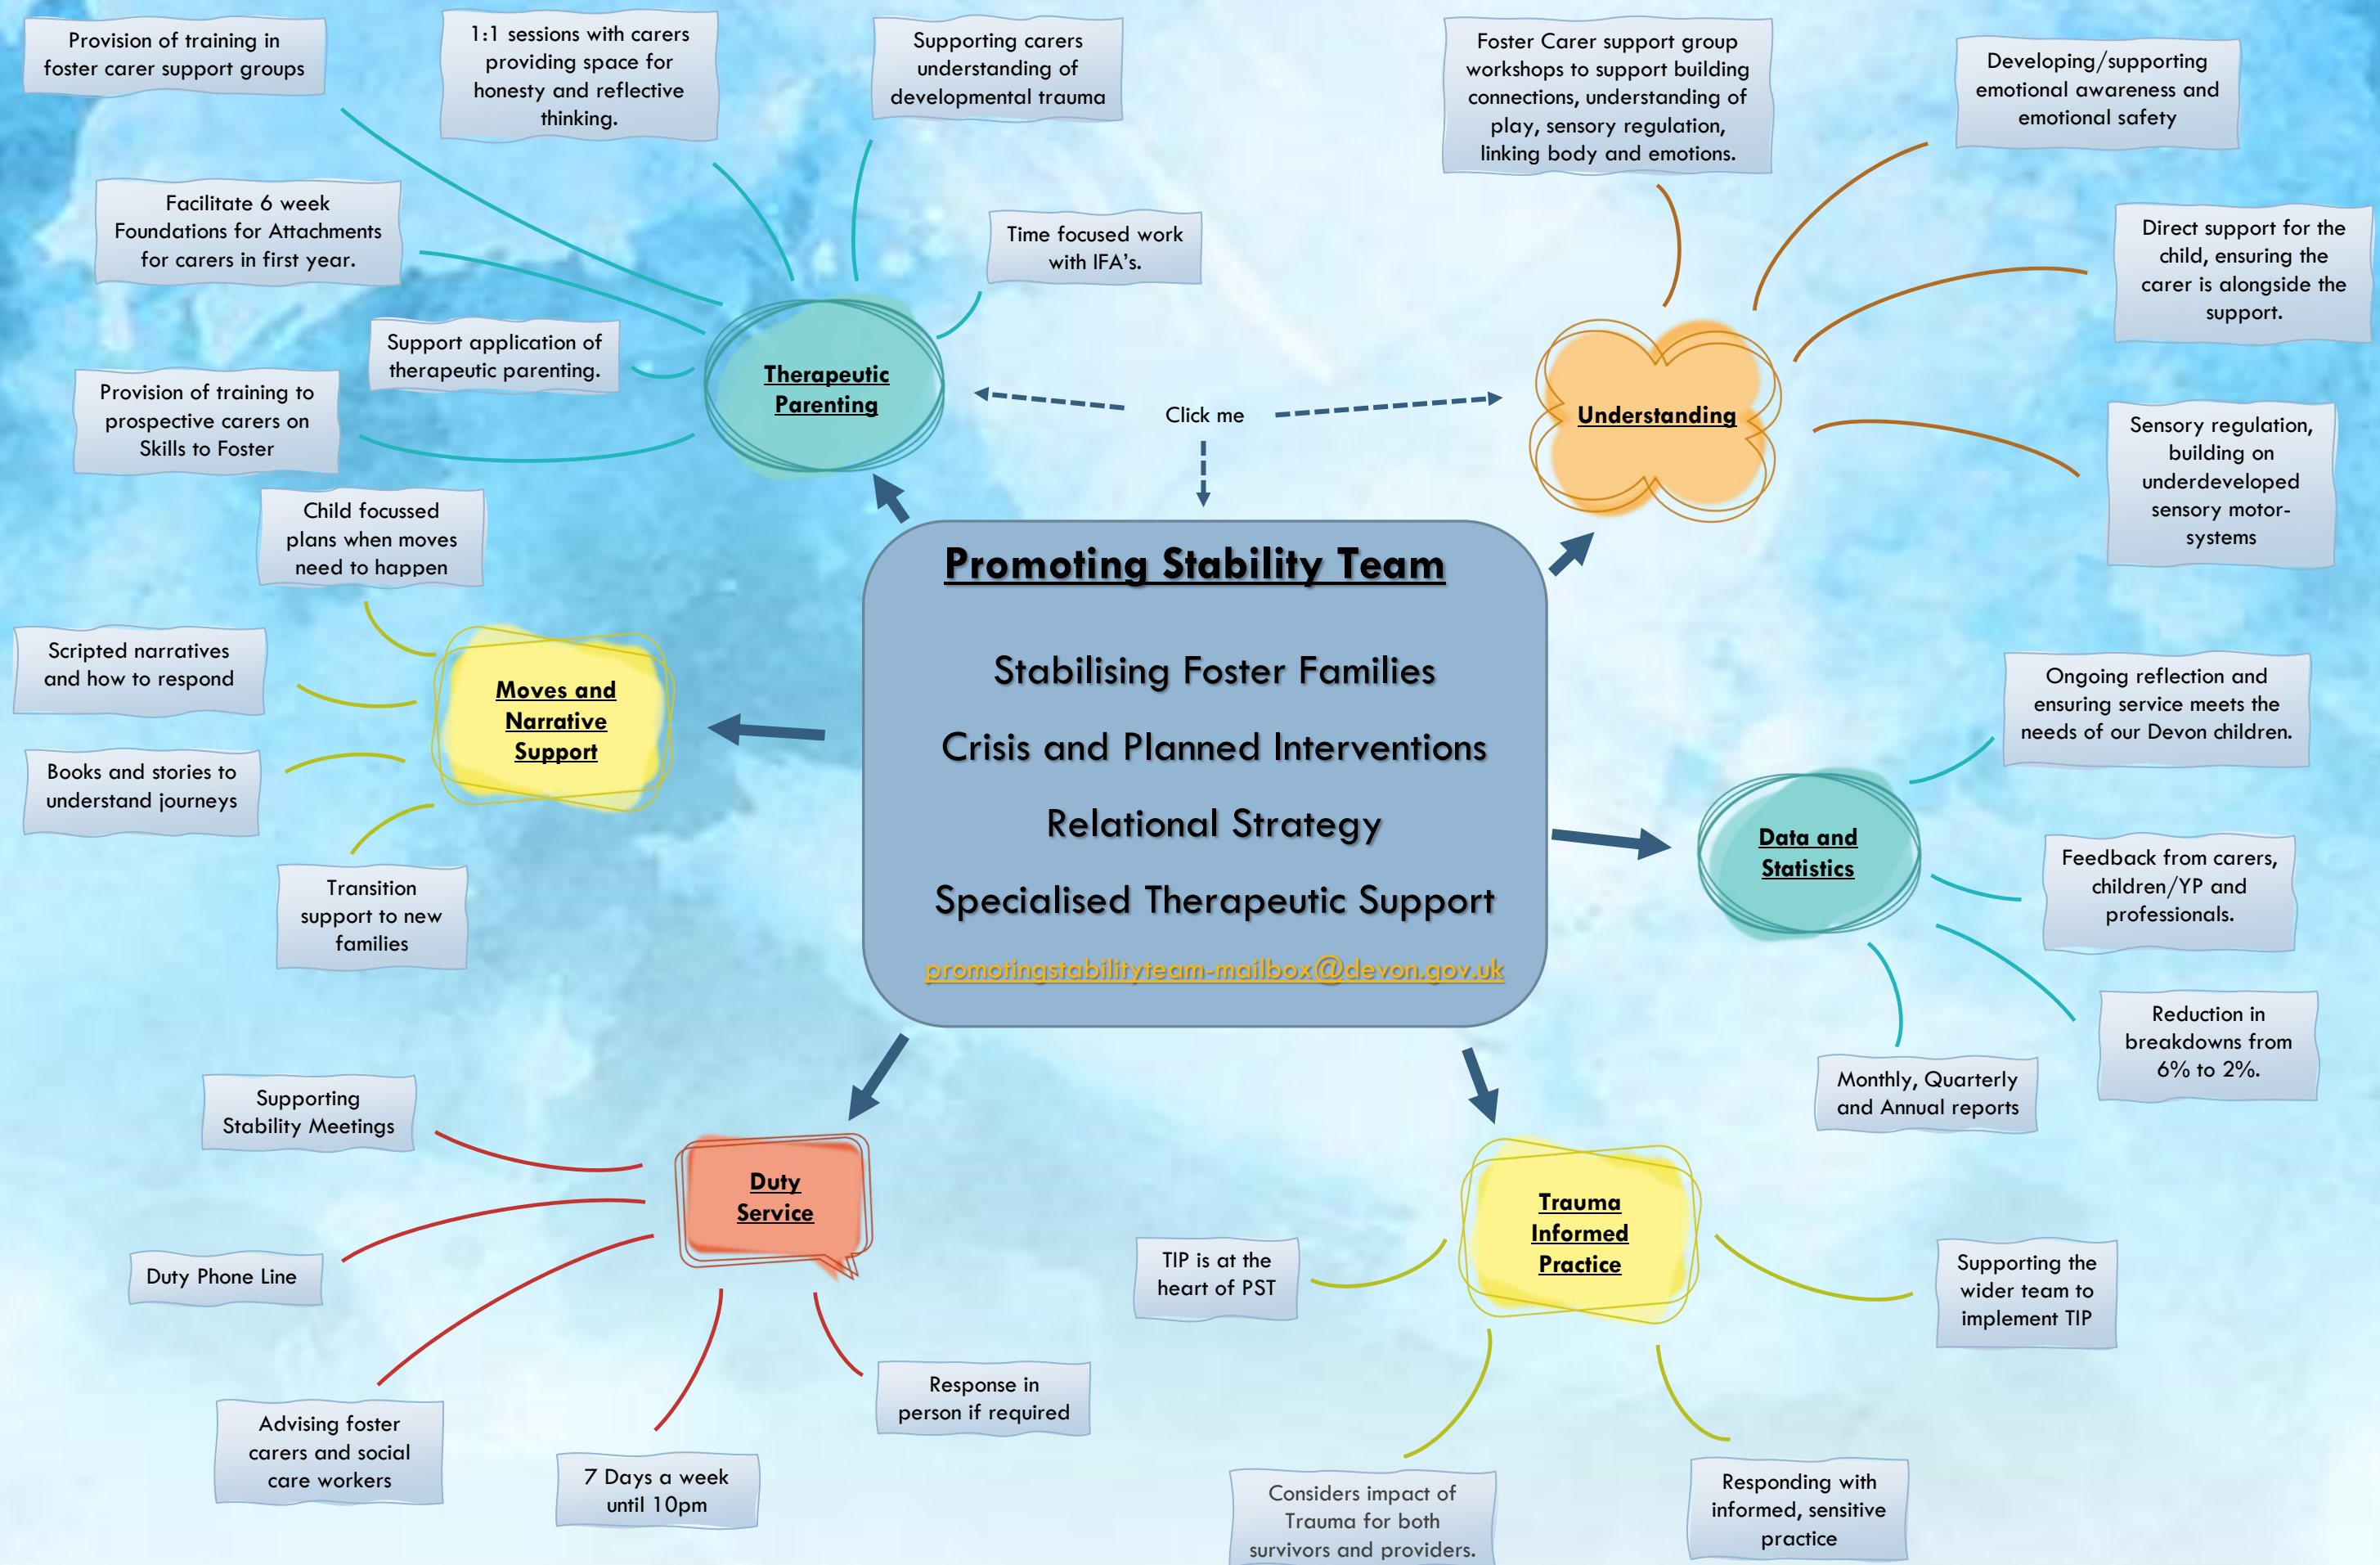 Provision of training in
foster carer support groups
1:1 sessions with carers
providing space for
honesty and reflective
thinking.
Supporting carers
understanding of
developmental trauma
Facilitate 6 week
Foundations for Attachments
for carers in first year.
Time focused work
with IFA's.
Support application of
therapeutic parenting.
Provision of training to
prospective carers on
Skills to Foster
Therapeutic
Parenting
Click me
Foster Carer support group
workshops to support building
connections, understanding of
play, sensory regulation,
linking body and emotions.
Developing/supporting
emotional awareness and
emotional safety
Direct support for the
child, ensuring the
carer is alongside the
support.
Sensory regulation,
building on
underdeveloped
sensory motor-
systems
Understanding
Promoting Stability Team
Stabilising Foster Families
Crisis and Planned Interventions
Relational Strategy
Specialised Therapeutic Support
promotingstabilityteam-mailbox@devon.gov.uk
Child focussed
plans when moves
need to happen
Scripted narratives
and how to respond
Books and stories to
understand journeys
Transition
support to new
families
Moves and
Narrative
Support
Ongoing reflection and
ensuring service meets the
needs of our Devon children.
Data and
Statistics
Feedback from carers,
children/YP and
professionals.
Reduction in
breakdowns from
6% to 2%.
Monthly, Quarterly
and Annual reports
Supporting
Stability Meetings
Duty
Service
Duty Phone Line
Advising foster
carers and social
care workers
7 Days a week
until 10pm
Response in
person if required
Trauma
Informed
Practice
TIP is at the
heart of PST
Supporting the
wider team to
implement TIP
Considers impact of
Trauma for both
survivors and providers.
Responding with
informed, sensitive
practice